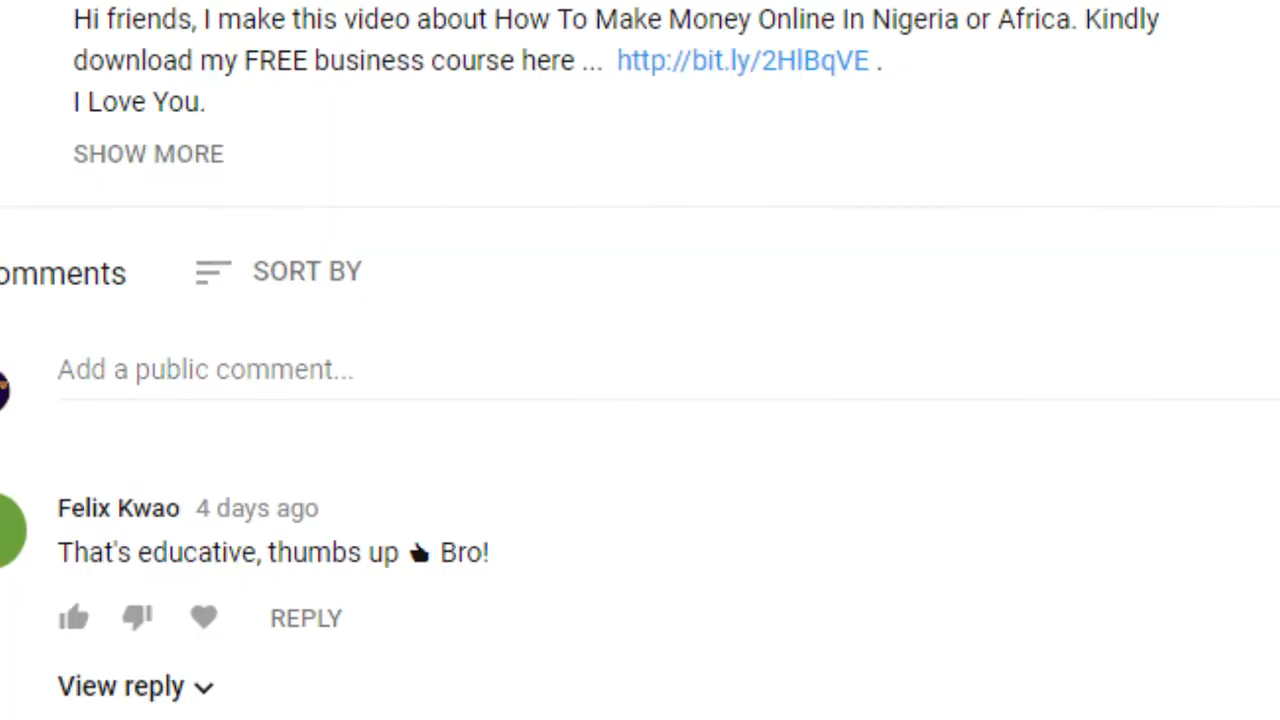 Hi friends, I make this video about How To Make Money Online In Nigeria or Africa. Kindly
download my FREE business course here ... http://bit.ly/2HlBqVE .
I Love You.
SHOW MORE
omments SORT BY
Add a public comment...
Felix Kwao 4 days ago
That's educative, thumbs up 👍 Bro!
REPLY
View reply